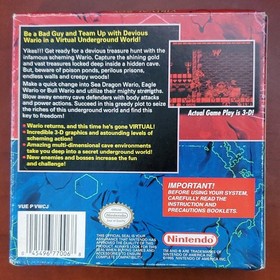 Be a Bad Guy and Team Up with Devious
Wario in a Virtual Underground World!
Yikes!!! Get ready for a devious treasure hunt with the
infamous scheming Wario. Capture the shining gold
and vast treasures locked deep inside a hidden cave.
But, beware of poison ponds, perilous prisons,
endless walls and creepy woods!
Make a quick change into Sea Dragon Wario, Eagle
Wario or Bull Wario and utilize their mighty strengths.
Blow away enemy cave defenders with body attacks
and power actions. Succeed in this greedy plot to seize
the riches of this underground world and find this key
to freedom!
Wario returns, and this time he's gone VIRTUAL!
Incredible 3-D graphics and astounding levels of
scheming action!
Amazing multi-dimensional cave environments
take you deep into a secret underground world!
New enemies and bosses increase the fun
and challenge!
Actual Game Play is 3-D!
IMPORTANT!
BEFORE USING YOUR SYSTEM,
CAREFULLY READ THE
INSTRUCTION AND
PRECAUTIONS BOOKLETS.
VUE P VWCJ
45496 77006
Nintendo